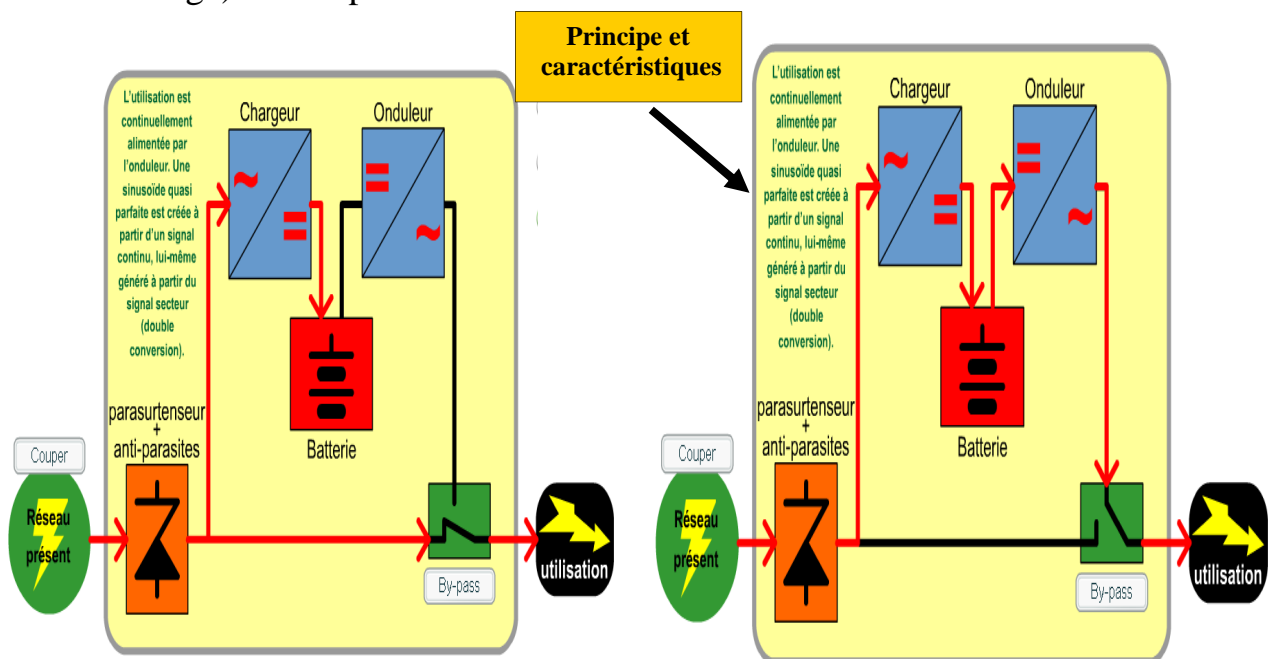 Principe et
caractéristiques
L'utilisation est
continuellement
alimentée par
l'onduleur. Une
sinusoïde quasi
parfaite est créée à
partir d'un signal
continu, lui-même
généré à partir du
signal secteur
(double
conversion).
Chargeur
Onduleur
~
=
=
~
Batterie
parasurtenseur
+
anti-parasites
Couper
Réseau
présent
By-pass
utilisation
L'utilisation est
continuellement
alimentée par
l'onduleur. Une
sinusoïde quasi
parfaite est créée à
partir d'un signal
continu, lui-même
généré à partir du
signal secteur
(double
conversion).
Chargeur
Onduleur
~
=
=
~
Batterie
parasurtenseur
+
anti-parasites
Couper
Réseau
présent
By-pass
utilisation